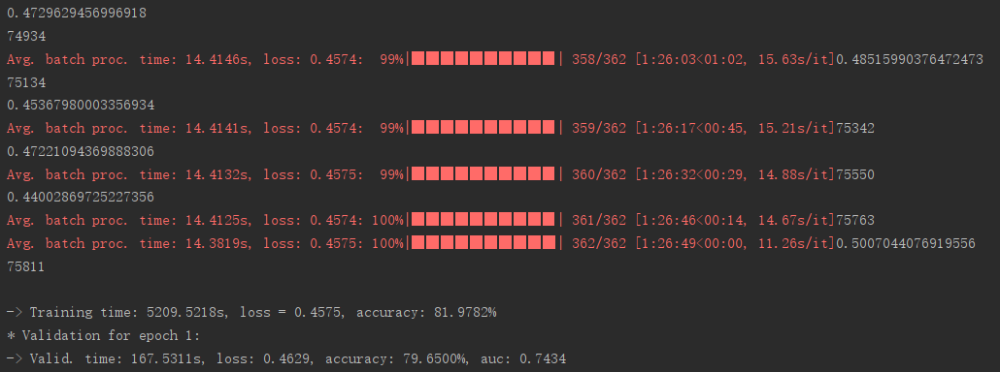 0.4729629456996918
74934
Avg. batch proc. time: 14.4146s, loss: 0.4574:  99%|██████████| 358/362 [1:26:03<01:02, 15.63s/it]0.48515990376472473
75134
0.45367980003356934
Avg. batch proc. time: 14.4141s, loss: 0.4574:  99%|██████████| 359/362 [1:26:17<00:45, 15.21s/it]75342
0.47221094369888306
Avg. batch proc. time: 14.4132s, loss: 0.4575:  99%|██████████| 360/362 [1:26:32<00:29, 14.88s/it]75550
0.44002869725227356
Avg. batch proc. time: 14.4125s, loss: 0.4574: 100%|██████████| 361/362 [1:26:46<00:14, 14.67s/it]75763
Avg. batch proc. time: 14.3819s, loss: 0.4575: 100%|██████████| 362/362 [1:26:49<00:00, 11.26s/it]0.5007044076919556
75811
-> Training time: 5209.5218s, loss = 0.4575, accuracy: 81.9782%
* Validation for epoch 1:
-> Valid. time: 167.5311s, loss: 0.4629, accuracy: 79.6500%, auc: 0.7434